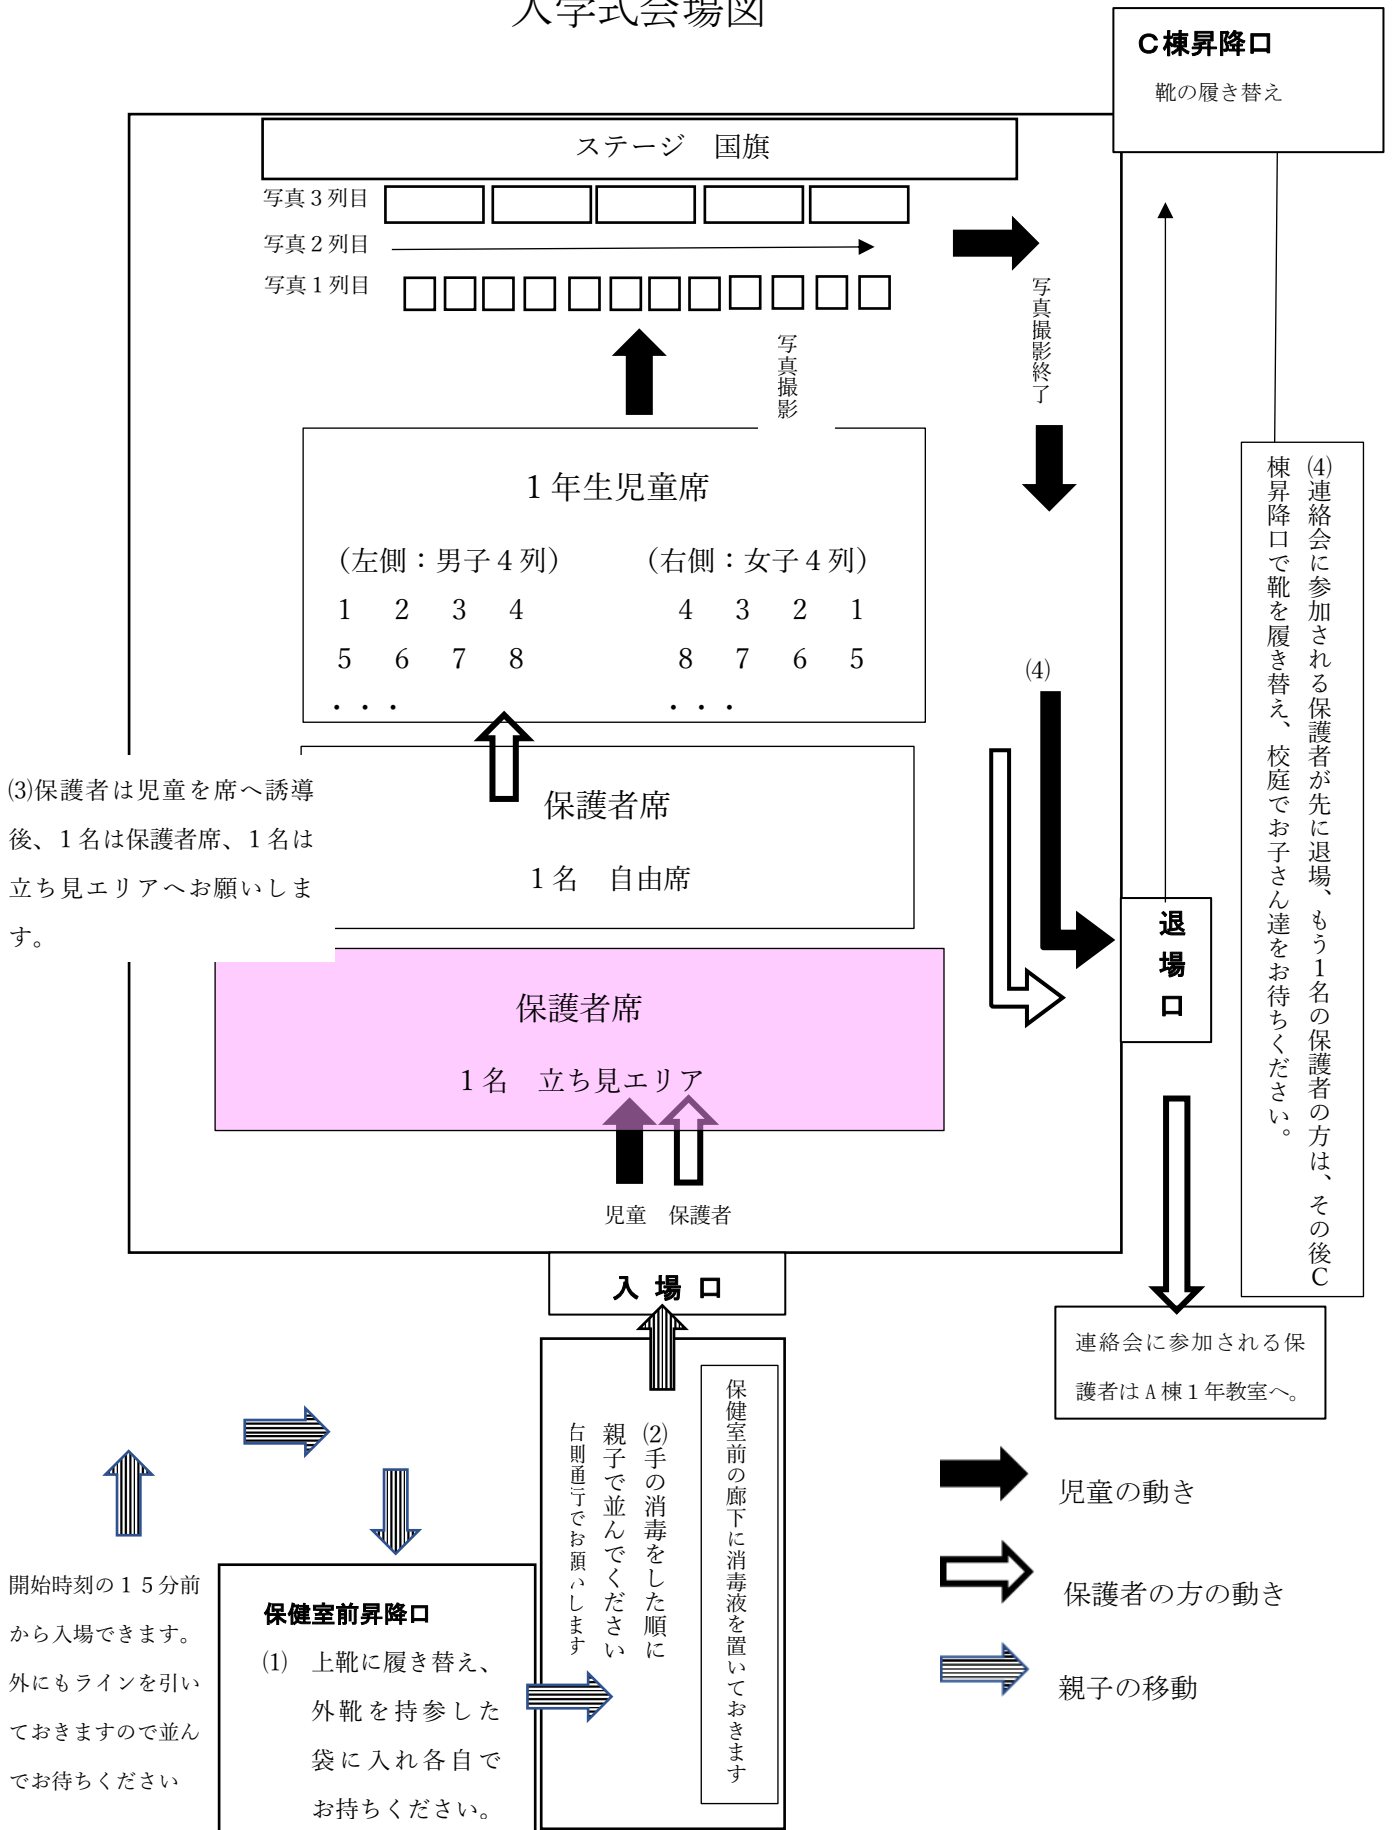 入学式会場図
C棟昇降口
靴の履き替え
ステージ　国旗
写真3列目
写真2列目
写真1列目
写真撮影
写真撮影終了
1年生児童席
(左側：男子4列)　(右側：女子4列)
1　2　3　4　4　3　2　1
5　6　7　8　8　7　6　5
・・・　・・・
(4)
⑷連絡会に参加される保護者が先に退場、もう1名の保護者の方は、その後C
棟昇降口で靴を履き替え、校庭でお子さん達をお待ちください。
⑶保護者は児童を席へ誘導
後、1名は保護者席、1名は
立ち見エリアへお願いしま
す。
保護者席
1名　自由席
退場口
保護者席
1名　立ち見エリア
児童　保護者
入場口
連絡会に参加される保
護者はA棟1年教室へ。
保健室前の廊下に消毒液を置いておきます
⑵手の消毒をした順に
親子で並んでください
右側通行でお願いします
開始時刻の15分前
から入場できます。
外にもラインを引い
ておきますので並ん
でお待ちください
保健室前昇降口
⑴　上靴に履き替え、
外靴を持参した
袋に入れ各自で
お持ちください。
児童の動き
保護者の方の動き
親子の移動